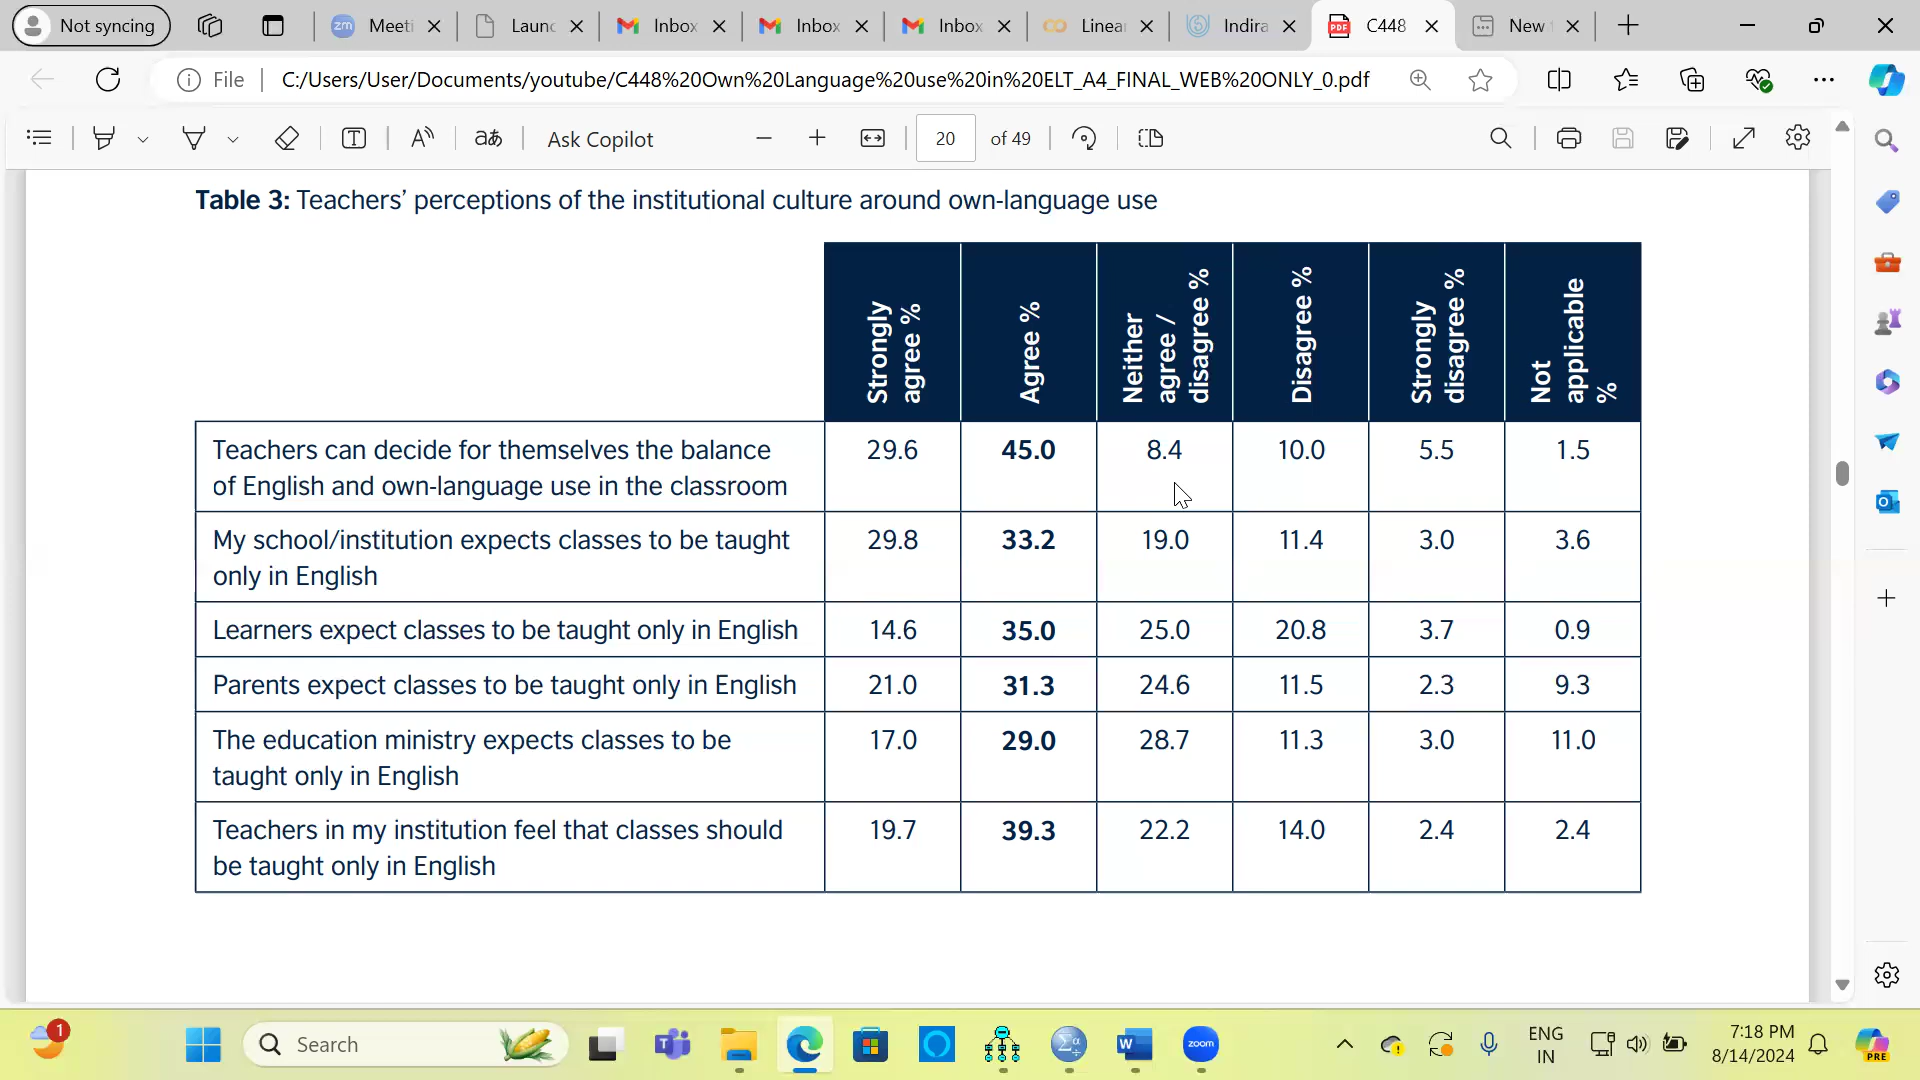 Not syncing
Meeti
Launc
Inbox
Inbox
Inbox
Linea
Indira
C448
New
File
C:/Users/User/Documents/youtube/C448%20Own%20Language%20use%20in%20ELT_A4_FINAL_WEB%20ONLY_0.pdf
Ask Copilot
20 of 49
Table 3: Teachers’ perceptions of the institutional culture around own-language use
Strongly agree %
Agree %
Neither agree / disagree %
Disagree %
Strongly disagree %
Not applicable %
Teachers can decide for themselves the balance 29.6 45.0 8.4 10.0 5.5 1.5
of English and own-language use in the classroom
My school/institution expects classes to be taught 29.8 33.2 19.0 11.4 3.0 3.6
only in English
Learners expect classes to be taught only in English 14.6 35.0 25.0 20.8 3.7 0.9
Parents expect classes to be taught only in English 21.0 31.3 24.6 11.5 2.3 9.3
The education ministry expects classes to be 17.0 29.0 28.7 11.3 3.0 11.0
taught only in English
Teachers in my institution feel that classes should 19.7 39.3 22.2 14.0 2.4 2.4
be taught only in English
1
Search
zoom
ENG
IN
7:18 PM
8/14/2024
PRE